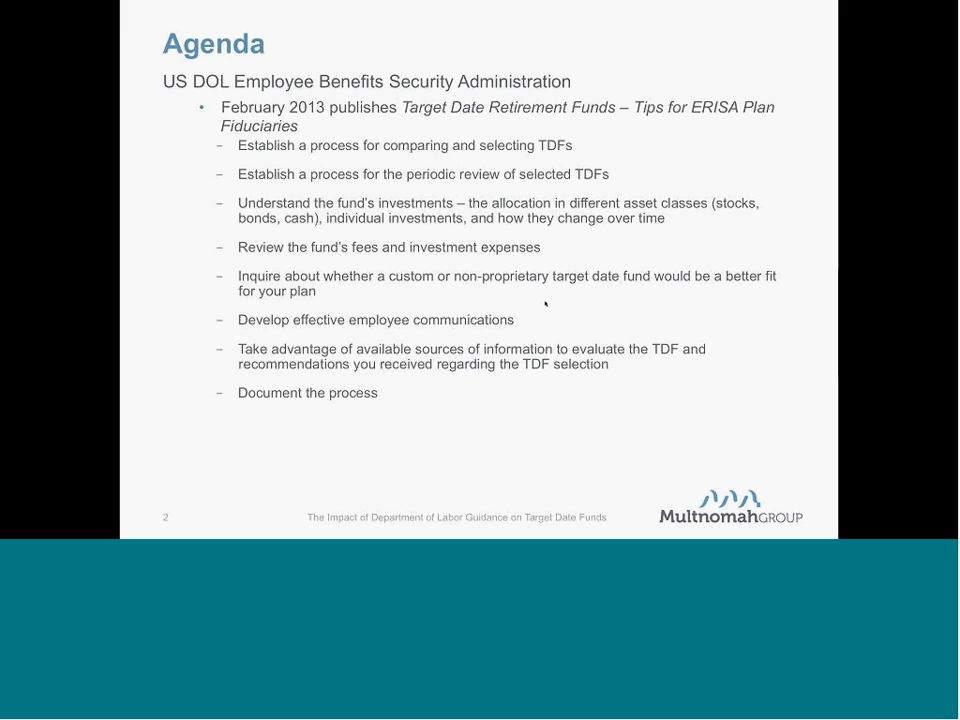 Agenda
US DOL Employee Benefits Security Administration
• February 2013 publishes Target Date Retirement Funds – Tips for ERISA Plan
Fiduciaries
– Establish a process for comparing and selecting TDFs
– Establish a process for the periodic review of selected TDFs
– Understand the fund's investments – the allocation in different asset classes (stocks,
bonds, cash), individual investments, and how they change over time
– Review the fund's fees and investment expenses
– Inquire about whether a custom or non-proprietary target date fund would be a better fit
for your plan
– Develop effective employee communications
– Take advantage of available sources of information to evaluate the TDF and
recommendations you received regarding the TDF selection
– Document the process
2
The Impact of Department of Labor Guidance on Target Date Funds
MultnomahGROUP